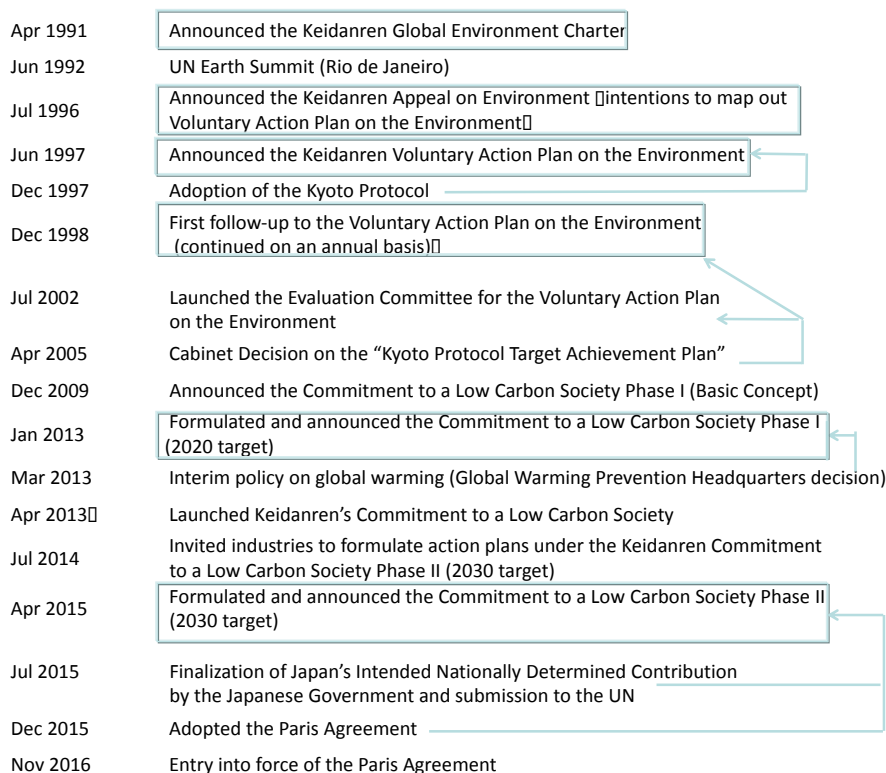 Apr 1991 Announced the Keidanren Global Environment Charter
Jun 1992 UN Earth Summit (Rio de Janeiro)
Jul 1996 Announced the Keidanren Appeal on Environment ▯intentions to map out
Voluntary Action Plan on the Environment▯
Jun 1997 Announced the Keidanren Voluntary Action Plan on the Environment
Dec 1997 Adoption of the Kyoto Protocol
Dec 1998 First follow-up to the Voluntary Action Plan on the Environment
(continued on an annual basis)▯
Jul 2002 Launched the Evaluation Committee for the Voluntary Action Plan
on the Environment
Apr 2005 Cabinet Decision on the “Kyoto Protocol Target Achievement Plan”
Dec 2009 Announced the Commitment to a Low Carbon Society Phase I (Basic Concept)
Jan 2013 Formulated and announced the Commitment to a Low Carbon Society Phase I
(2020 target)
Mar 2013 Interim policy on global warming (Global Warming Prevention Headquarters decision)
Apr 2013▯ Launched Keidanren’s Commitment to a Low Carbon Society
Jul 2014 Invited industries to formulate action plans under the Keidanren Commitment
to a Low Carbon Society Phase II (2030 target)
Apr 2015 Formulated and announced the Commitment to a Low Carbon Society Phase II
(2030 target)
Jul 2015 Finalization of Japan’s Intended Nationally Determined Contribution
by the Japanese Government and submission to the UN
Dec 2015 Adopted the Paris Agreement
Nov 2016 Entry into force of the Paris Agreement